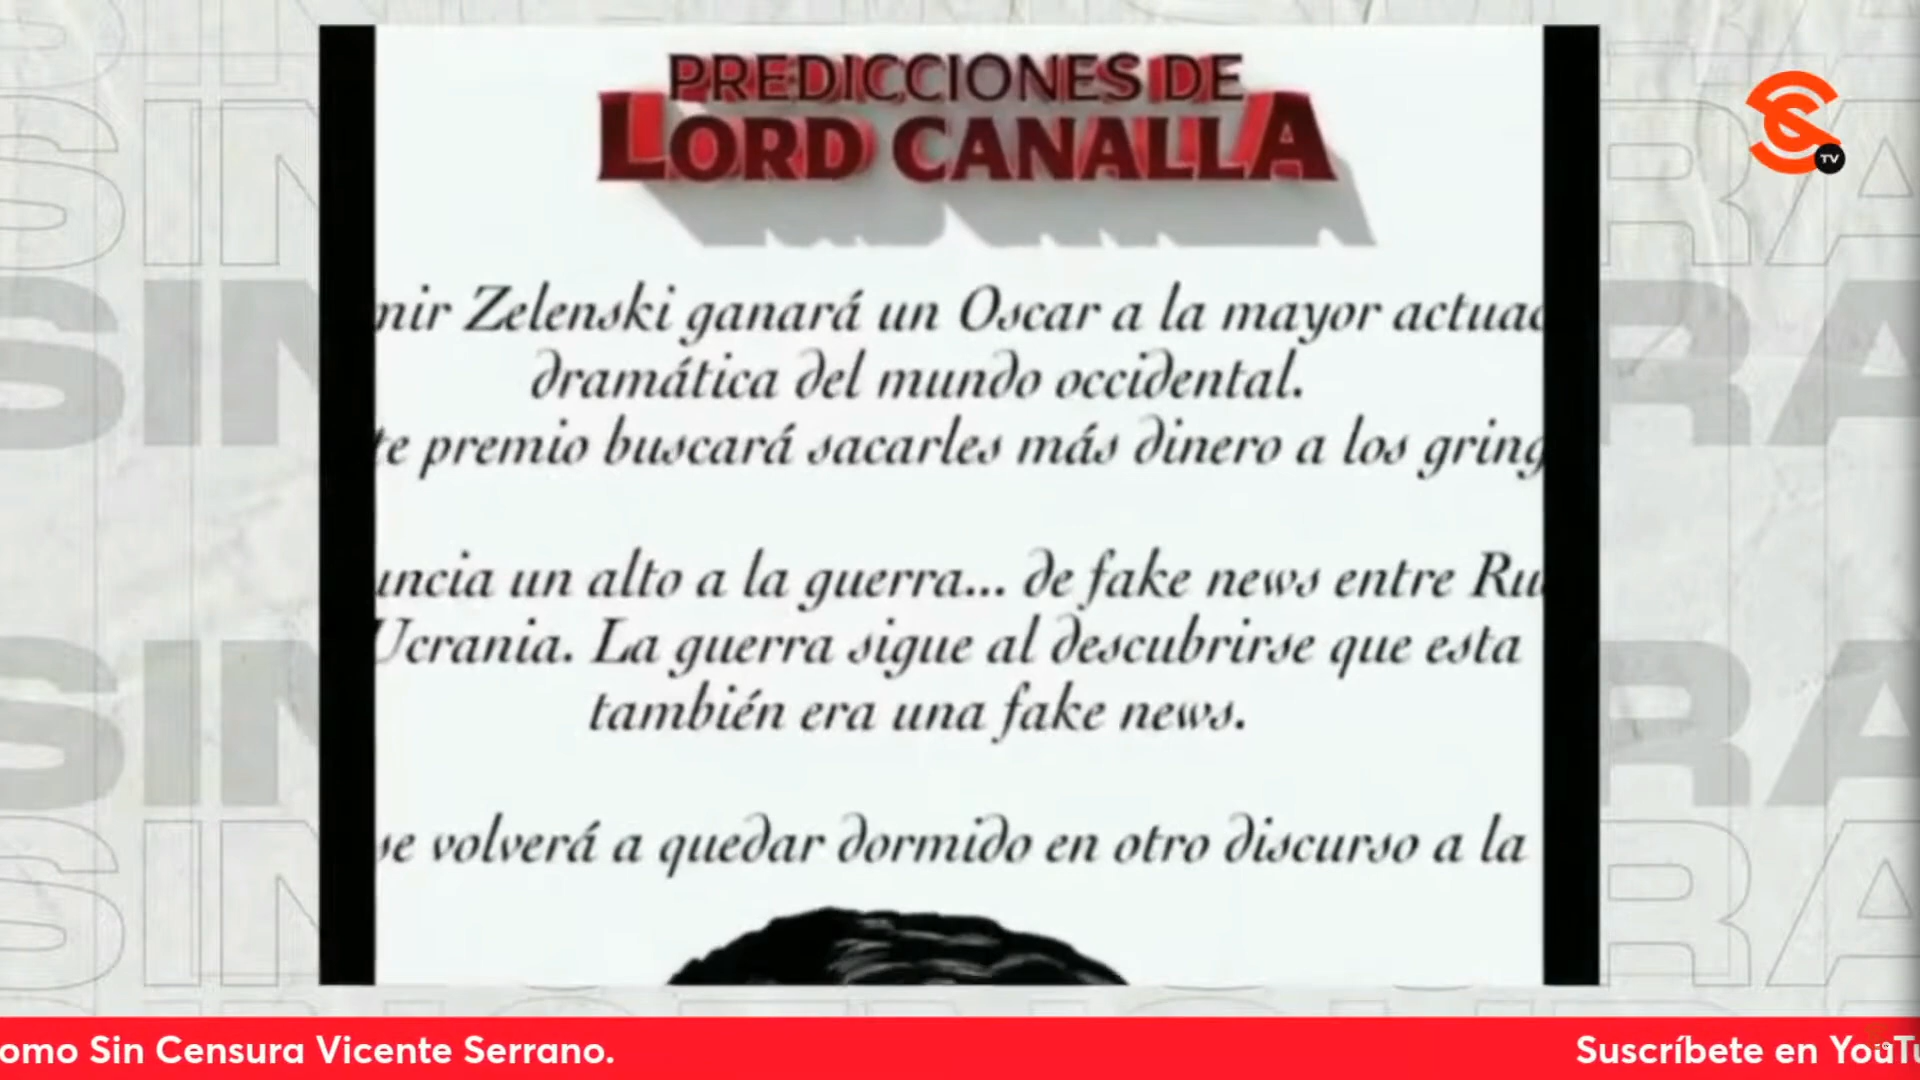 PREDICCIONES DE
LORD CANALLA
TV
mir Zelenski ganará un Oscar a la mayor actuac
dramática del mundo occidental.
te premio buscará sacarles más dinero a los gring
uncia un alto a la guerra... de fake news entre Ru
Ucrania. La guerra sigue al descubrirse que esta
también era una fake news.
se volverá a quedar dormido en otro discurso a la
omo Sin Censura Vicente Serrano.
Suscríbete en YouTu